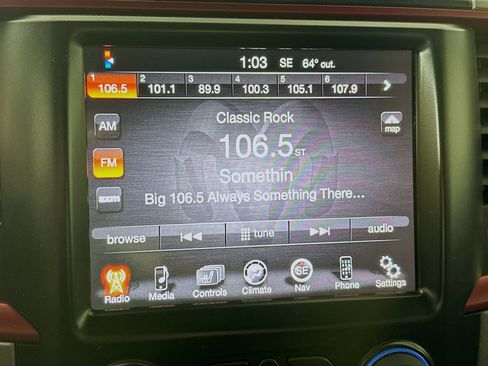 1:03 SE 64° out.
1 2 3 4 5 6
106.5 101.1 89.9 100.3 105.1 107.9
AM
Classic Rock
map
106.5 ST
FM
Somethin
Big 106.5 Always Something There...
browse tune audio
Radio Media Controls Climate SE Nav Phone Settings